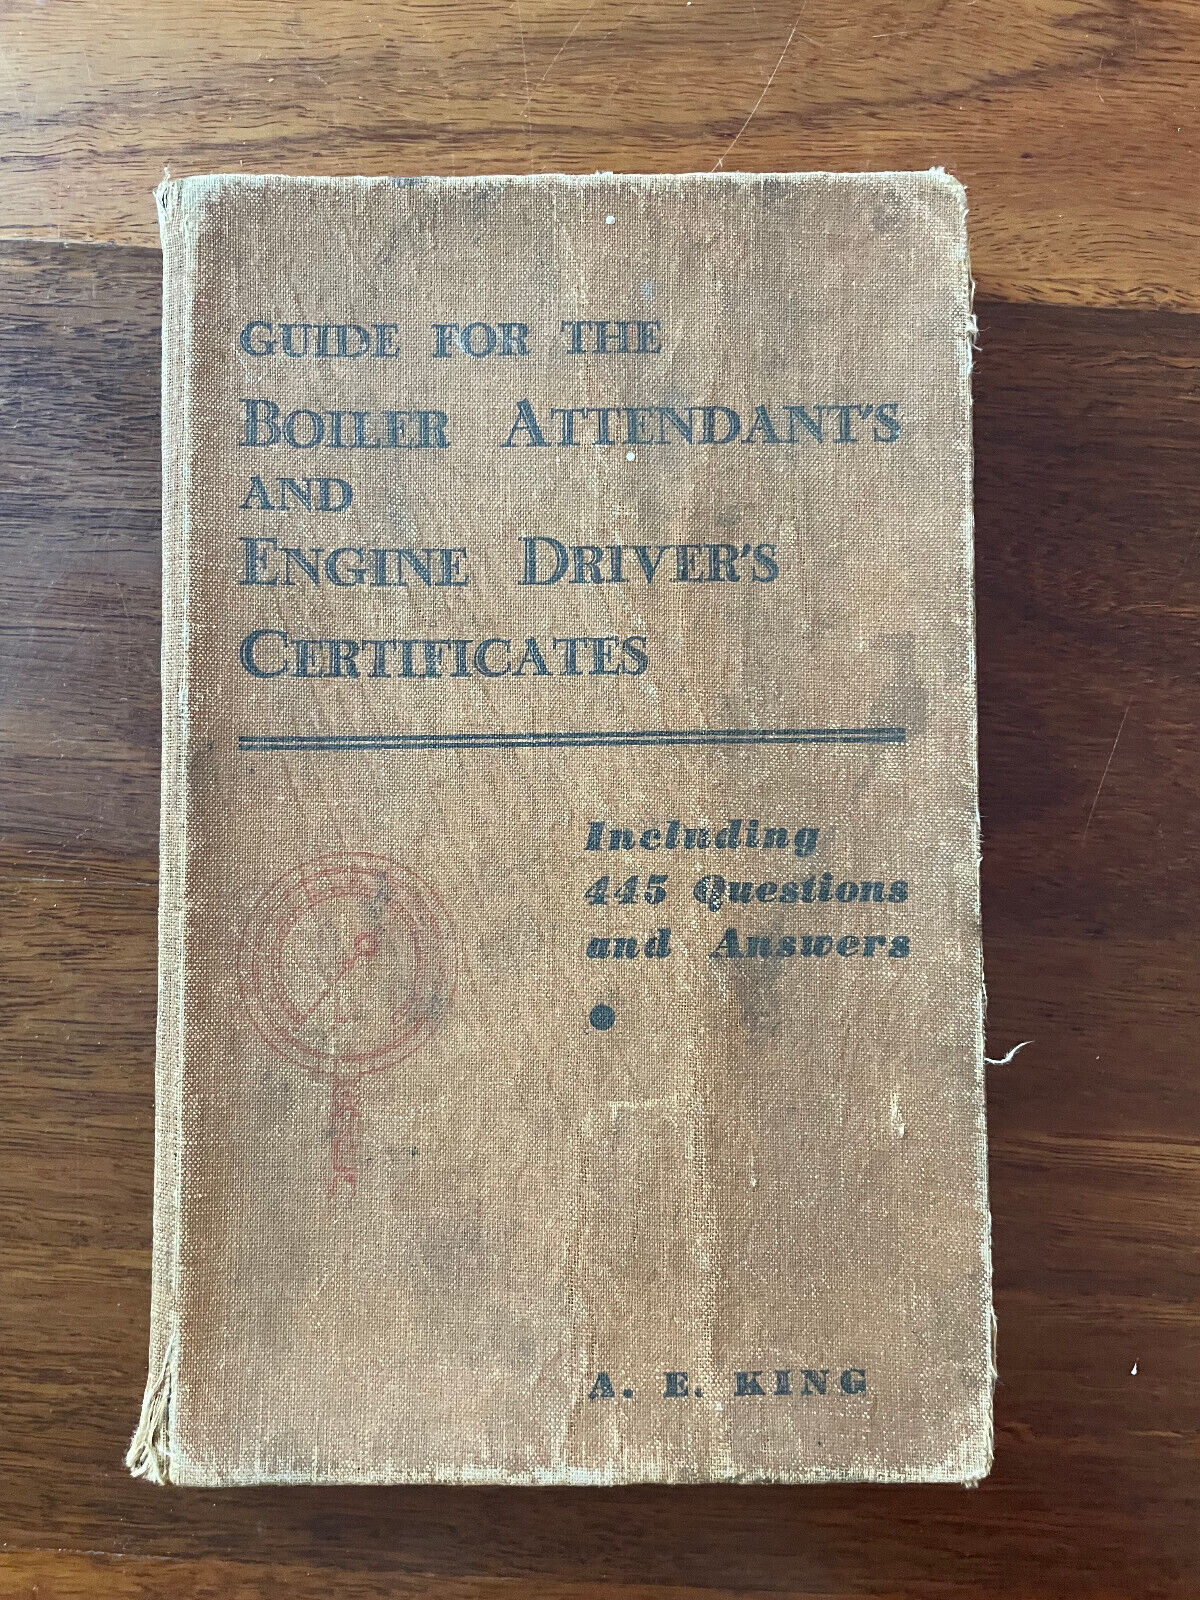 GUIDE FOR THE
BOILER ATTENDANT'S
AND
ENGINE DRIVER'S
CERTIFICATES
Including
445 Questions
and Answers
A. E. KING